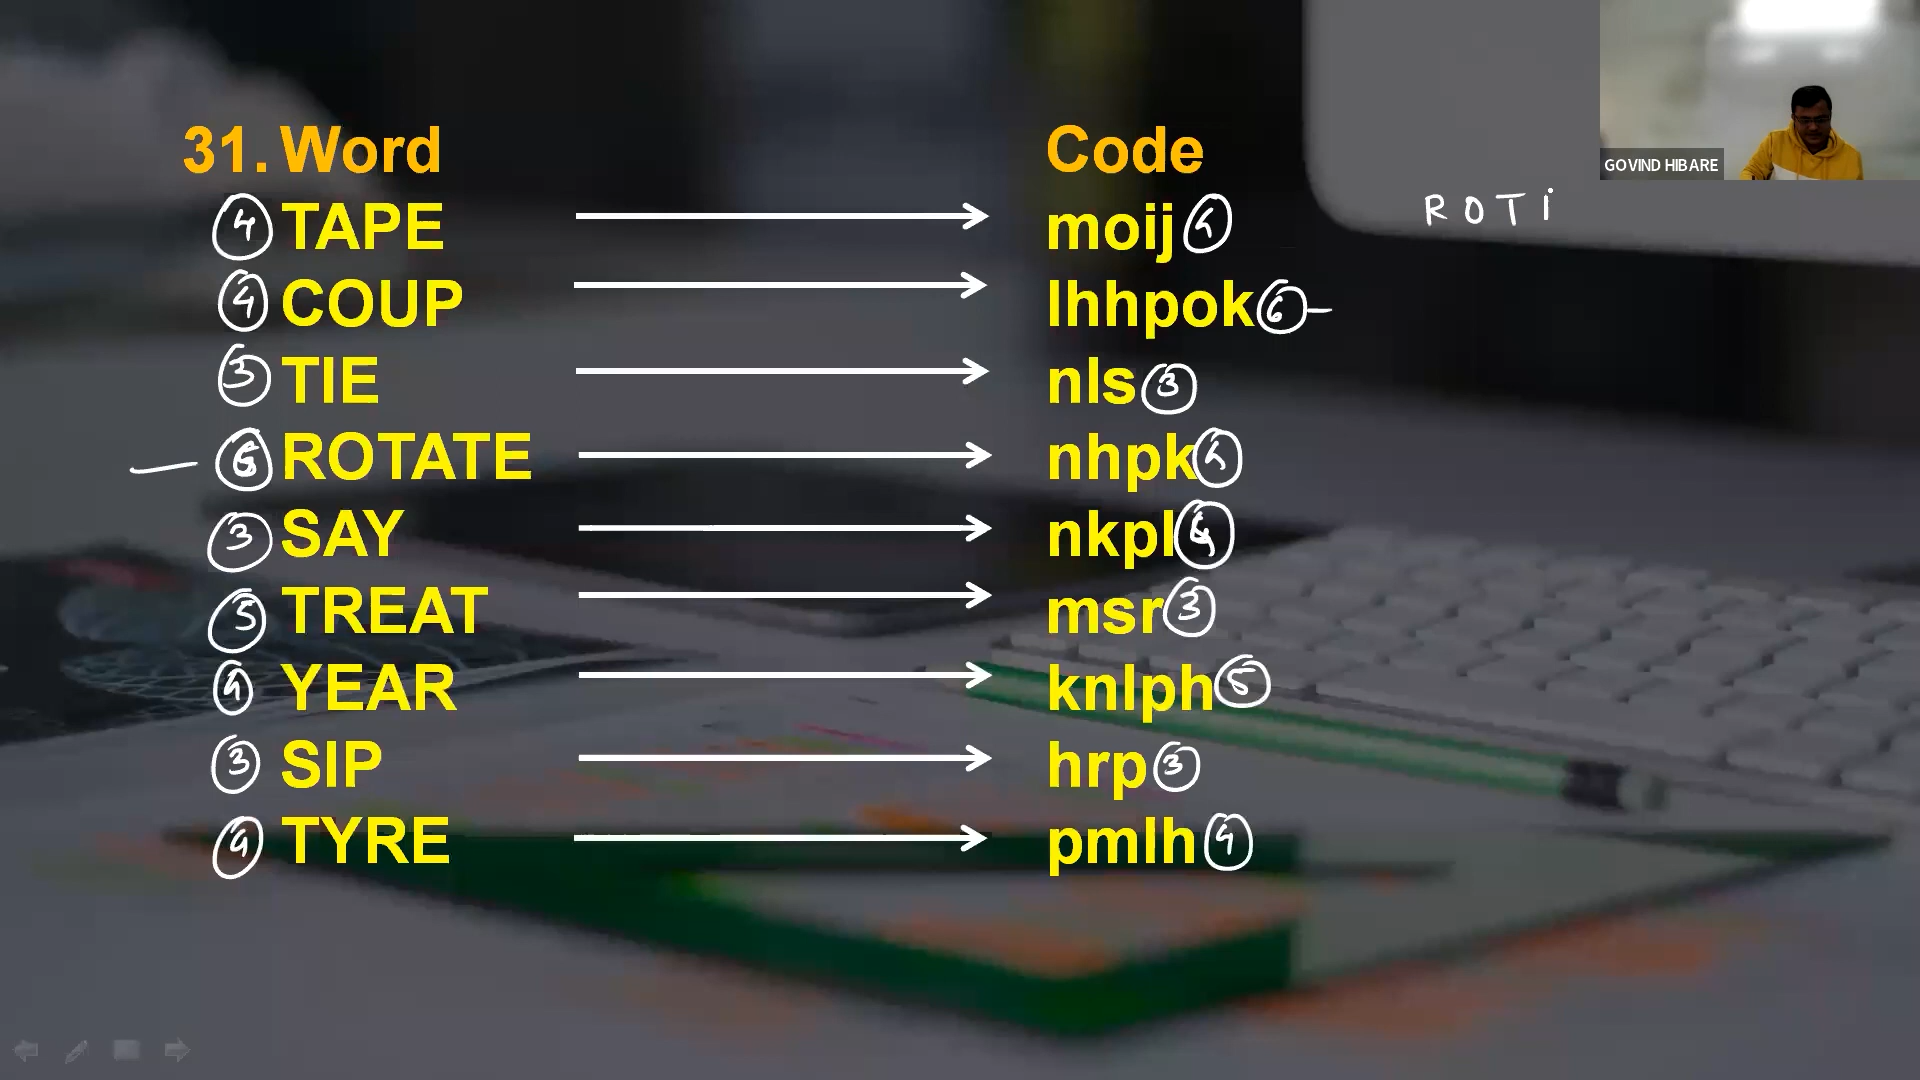 GOVIND HIBARE
31. Word Code
R O T i
4 TAPE moij 4
4 COUP lhhpok 6
3 TIE nls 3
6 ROTATE nhpk 4
3 SAY nkpl 4
5 TREAT msr 3
4 YEAR knlph 5
3 SIP hrp 3
4 TYRE pmlh 4